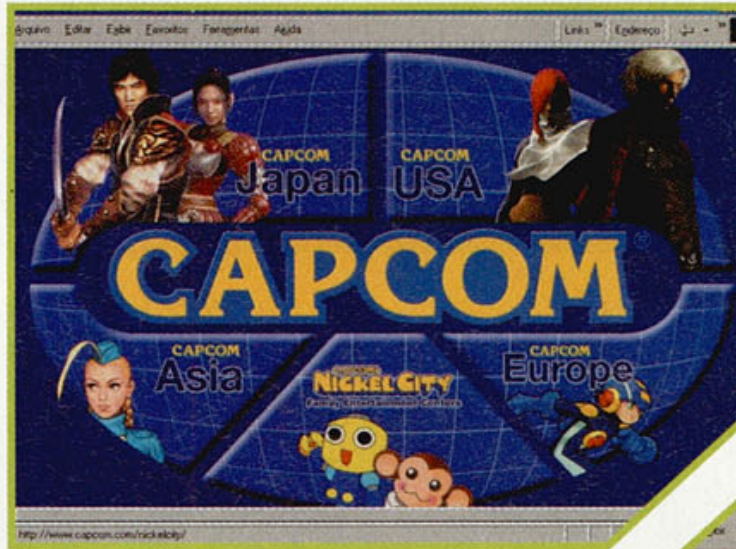 Arquivo Editar Exibir Favoritos Ferramentas Ajuda Links » Endereço »
CAPCOM
Japan
CAPCOM
USA
CAPCOM®
CAPCOM
Asia
NICKEL CITY
Family Entertainment Centers
CAPCOM
Europe
http://www.capcom.com/nickelcity/